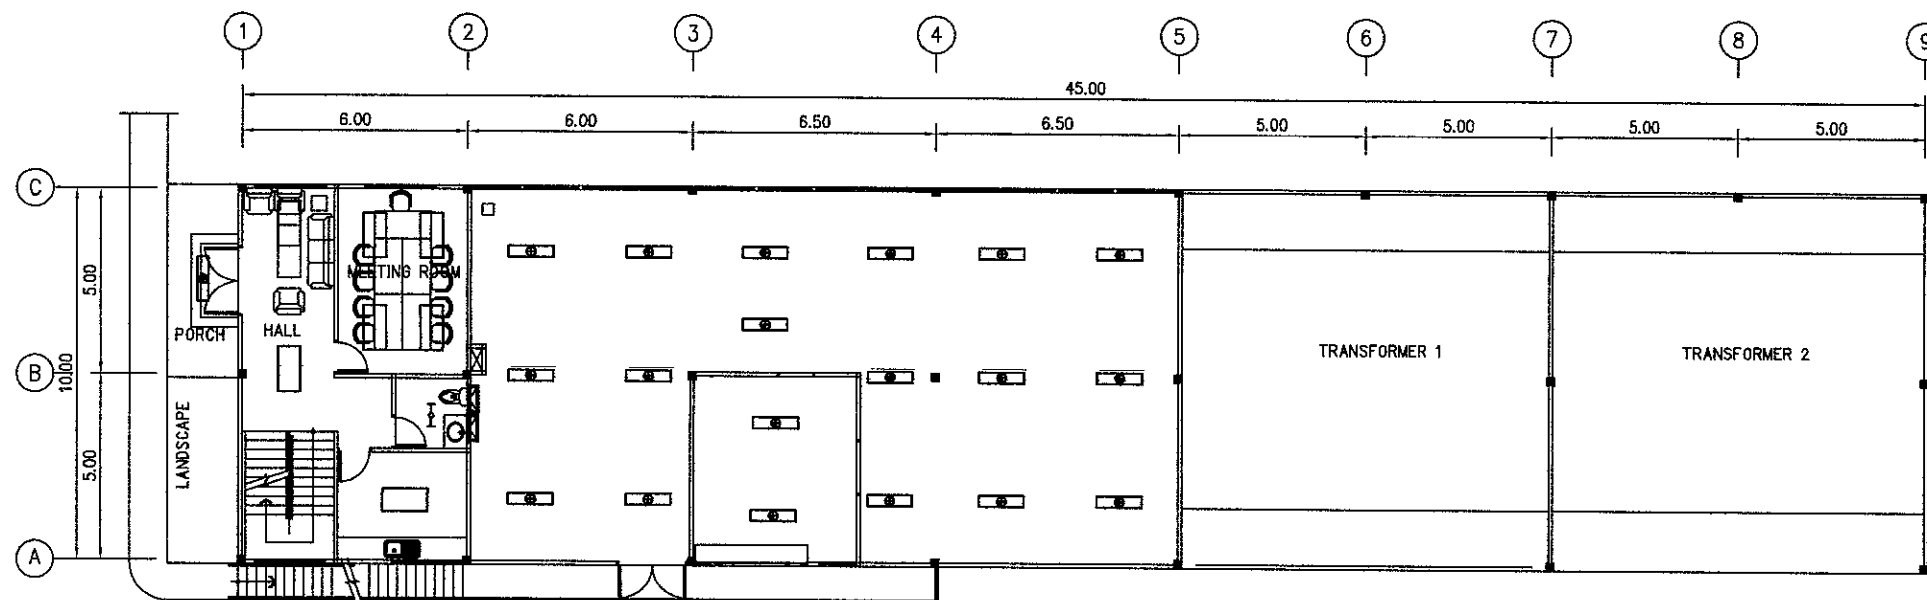 1 2 3 4 5 6 7 8 9
45.00
6.00 6.00 6.50 6.50 5.00 5.00 5.00 5.00
C
5.00
MEETING ROOM
PORCH HALL
TRANSFORMER 1 TRANSFORMER 2
B
10.00
LANDSCAPE
5.00
A